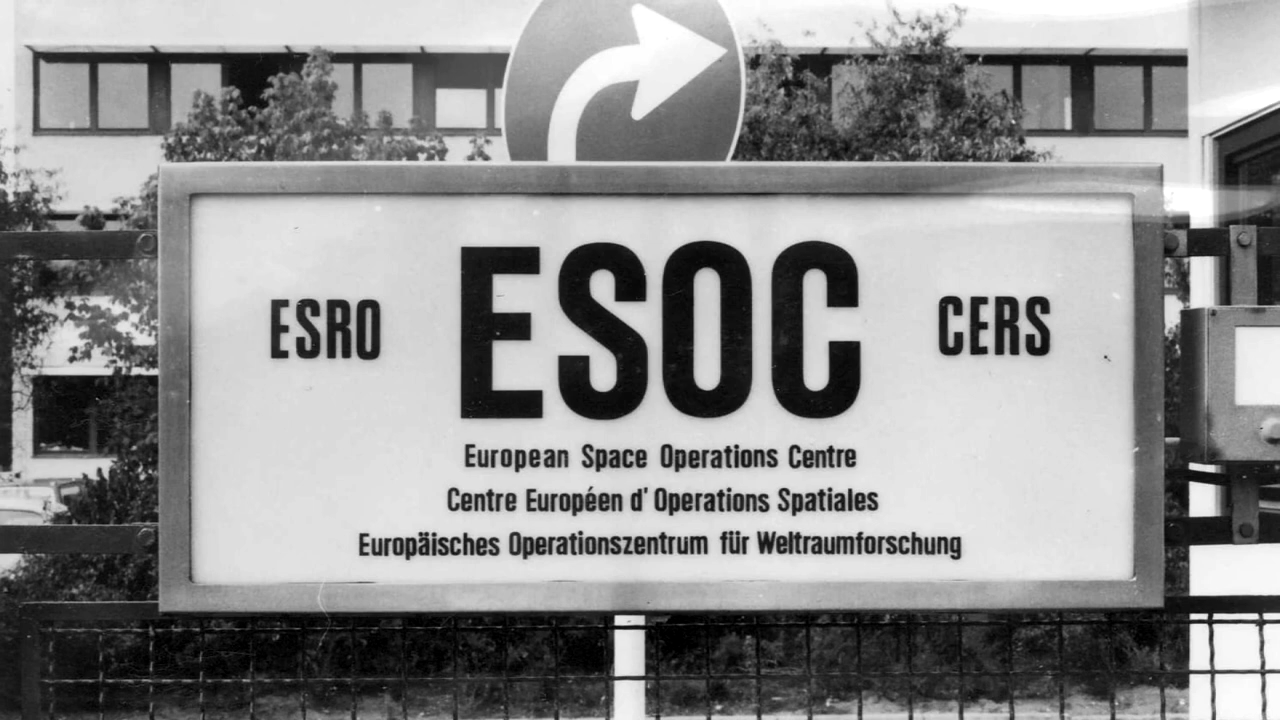 ESRO ESOC CERS
European Space Operations Centre
Centre Européen d' Operations Spatiales
Europäisches Operationszentrum für Weltraumforschung